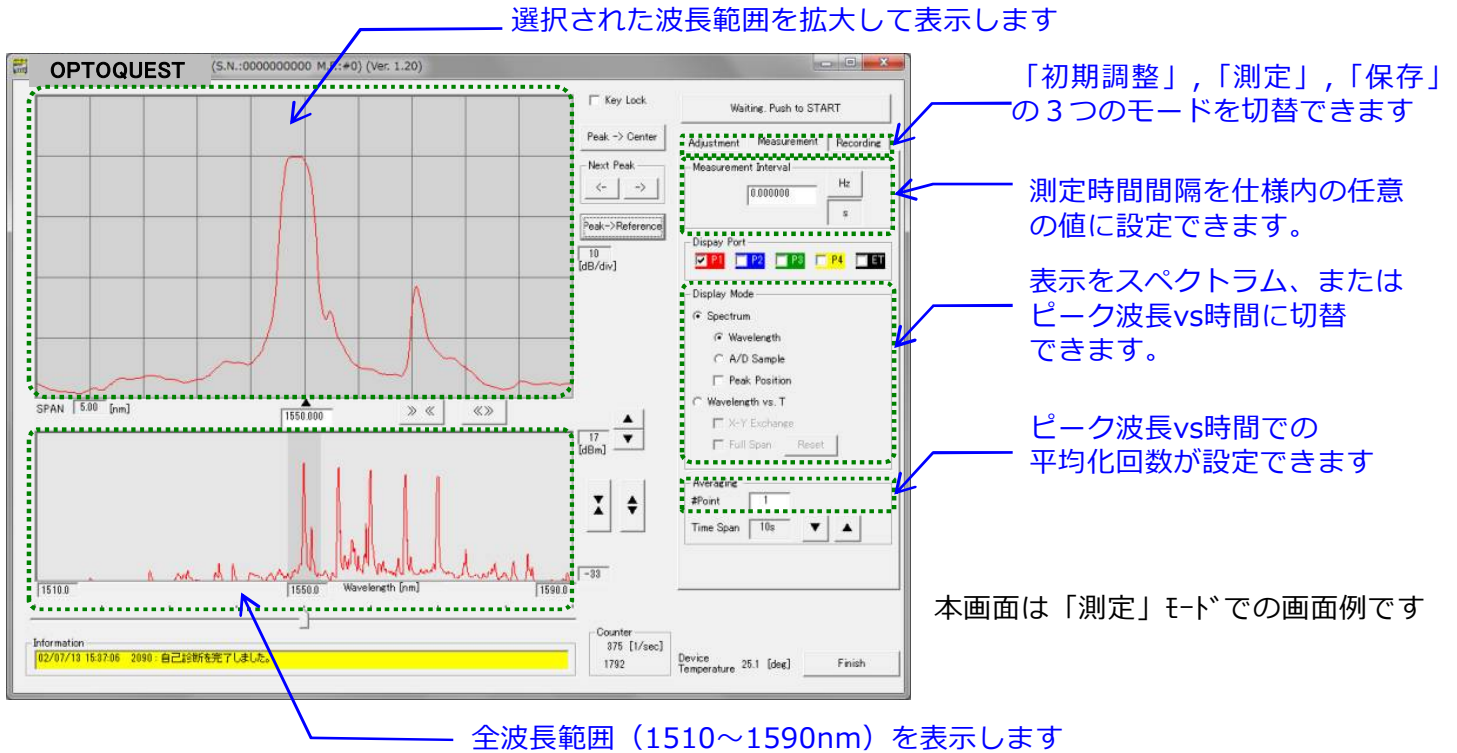 選択された波長範囲を拡大して表示します
OPTOQUEST (S.N.:0000000000 M.F.:#0) (Ver. 1.20)
「初期調整」,「測定」,「保存」
の３つのモードを切替できます
Key Lock
Waiting. Push to START
Peak -> Center
Adjustment Measurement Recording
Next Peak
<- ->
Measurement Interval
0.000000
Hz
s
測定時間間隔を仕様内の任意
の値に設定できます。
Peak->Reference
10
[dB/div]
Dispay Port
P1 P2 P3 P4 ET
表示をスペクトラム、または
ピーク波長vs時間に切替
できます。
Display Mode
Spectrum
Wavelength
A/D Sample
Peak Position
Wavelength vs. T
X-Y Exchange
Full Span Reset
SPAN 5.00 [nm]
1550.000
≫ ≪ ≪≫
17
[dBm]
ピーク波長vs時間での
平均化回数が設定できます
Averaging
#Point 1
Time Span 10s ▼ ▲
-33
1510.0 1550.0 Wavelength [nm] 1590.0
本画面は「測定」ﾓｰﾄﾞでの画面例です
Information
02/07/13 15:37:06 2090 : 自己診断を完了しました。
Counter
375 [1/sec]
1792
Device
Temperature 25.1 [deg]
Finish
全波長範囲（1510～1590nm）を表示します